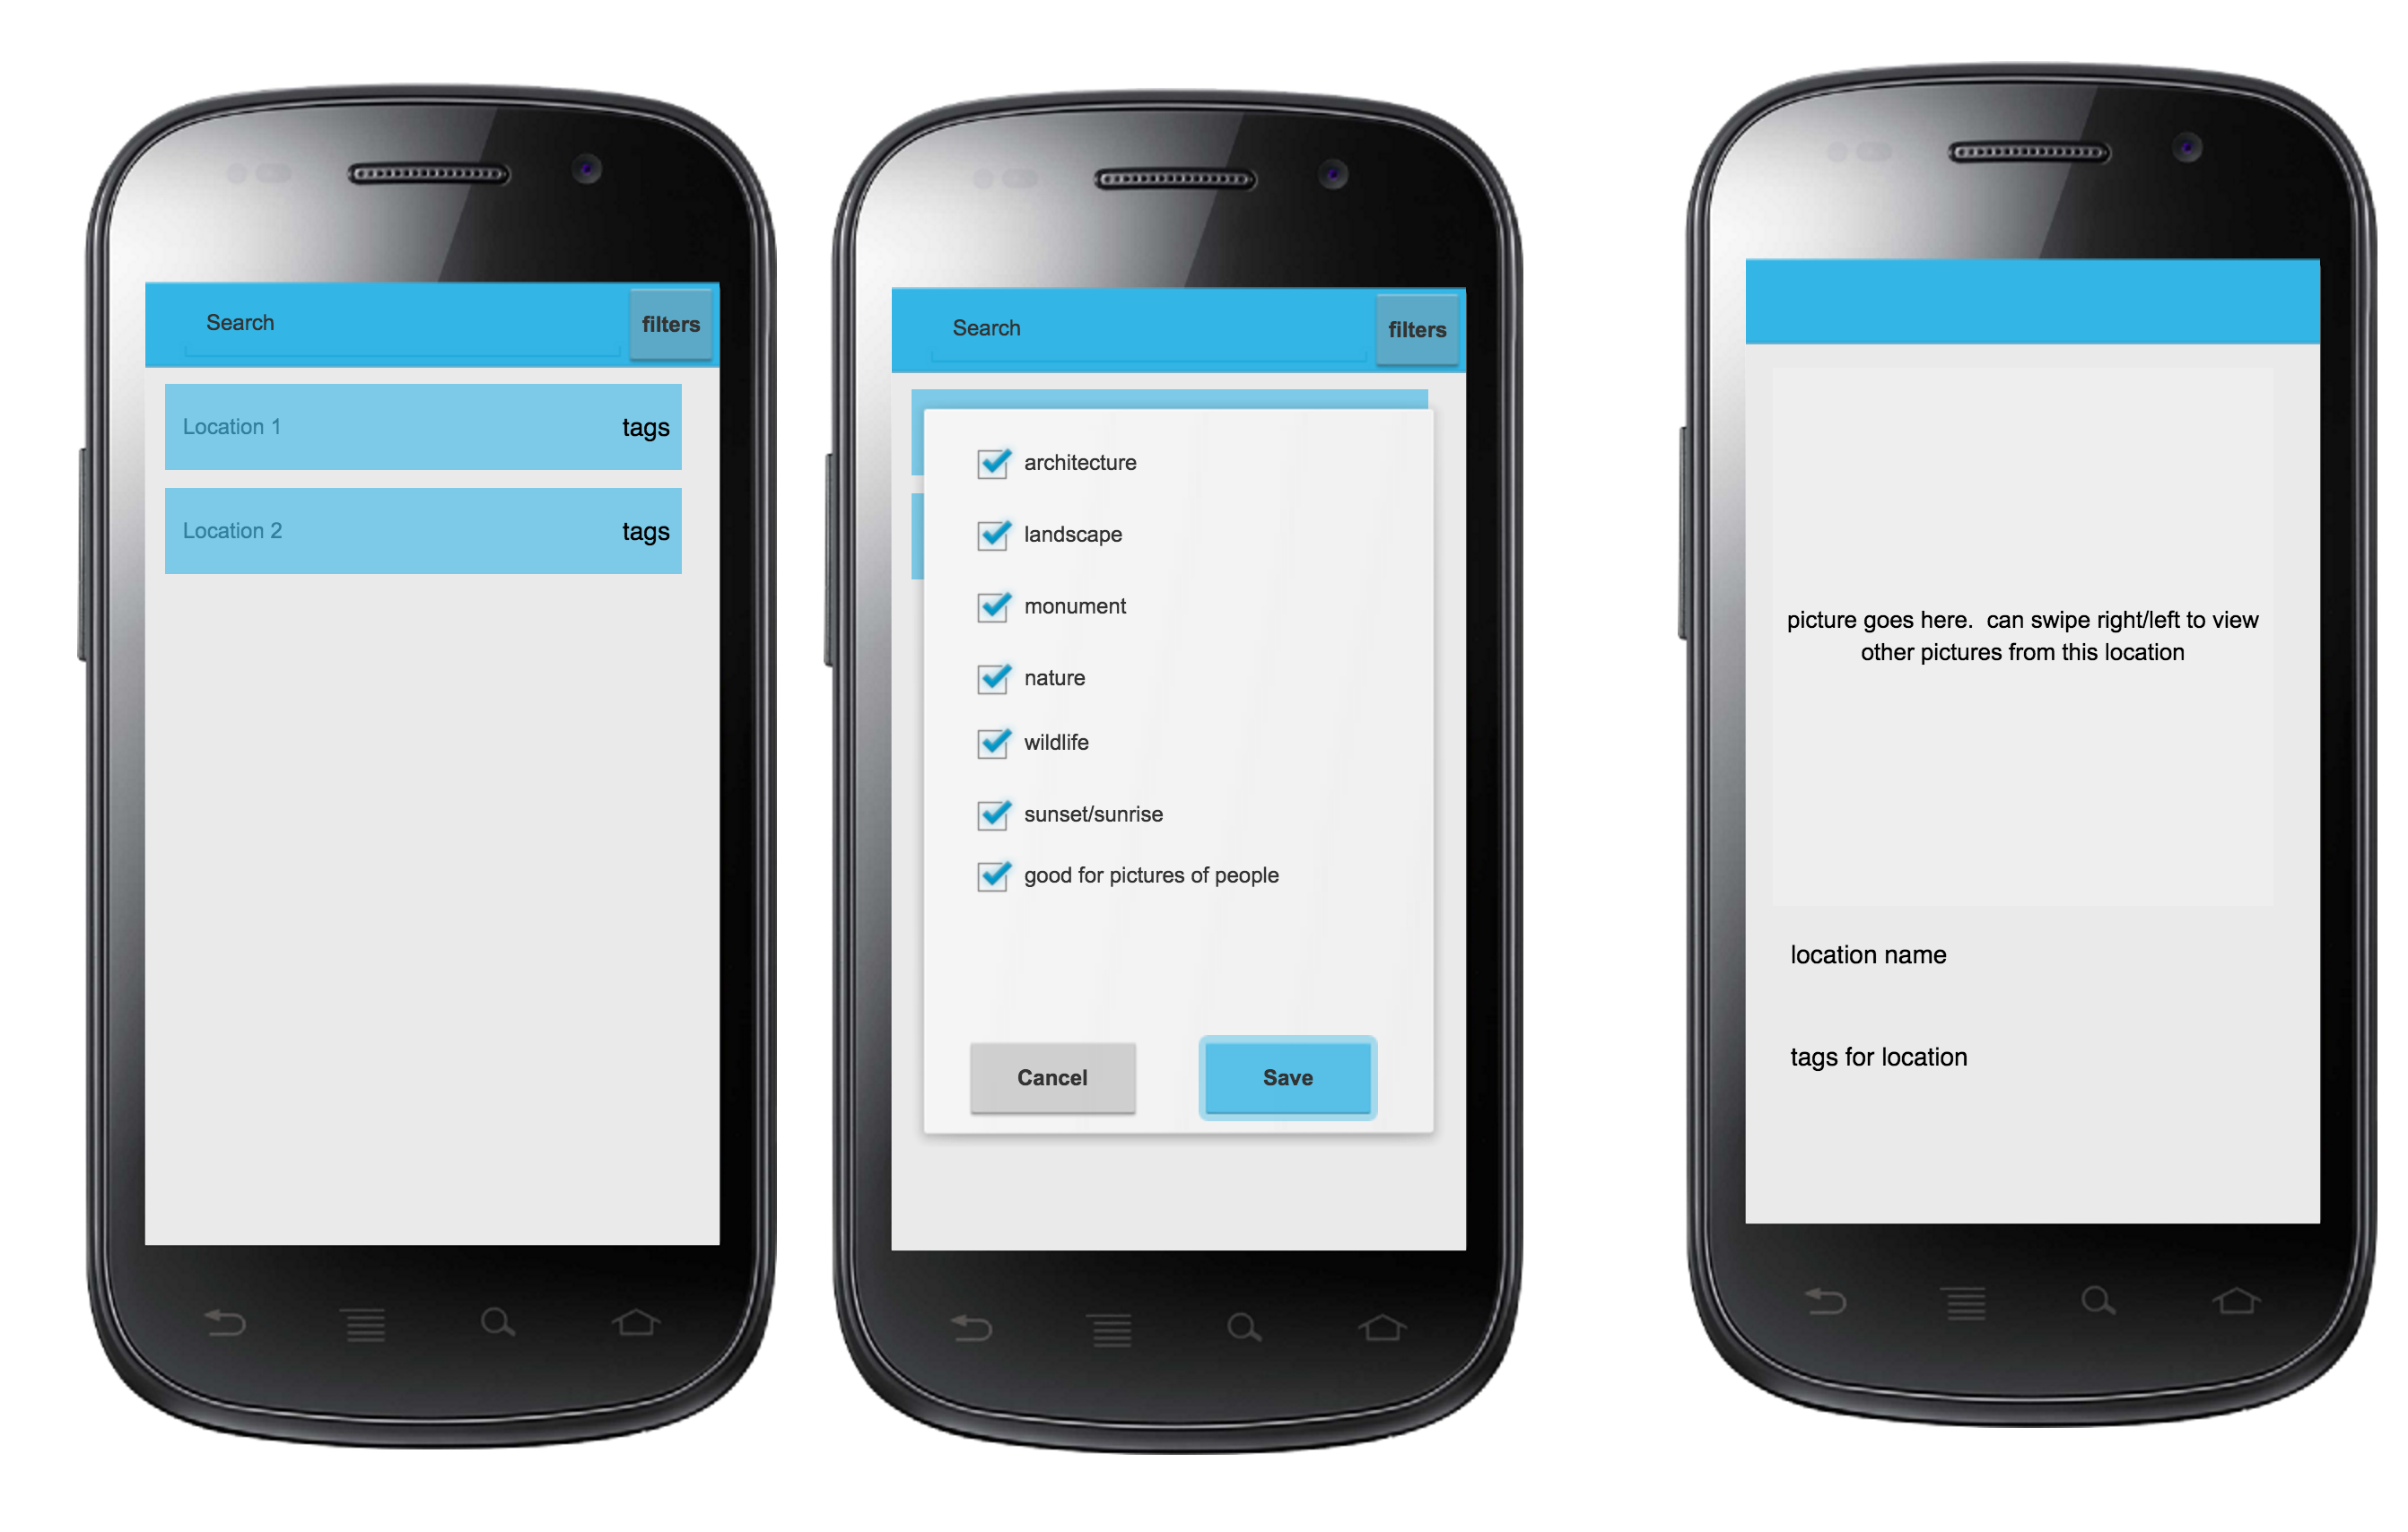 Search
filters
Location 1
tags
Location 2
tags
Search
filters
architecture
landscape
monument
nature
wildlife
sunset/sunrise
good for pictures of people
Cancel
Save
picture goes here.  can swipe right/left to view
other pictures from this location
location name
tags for location